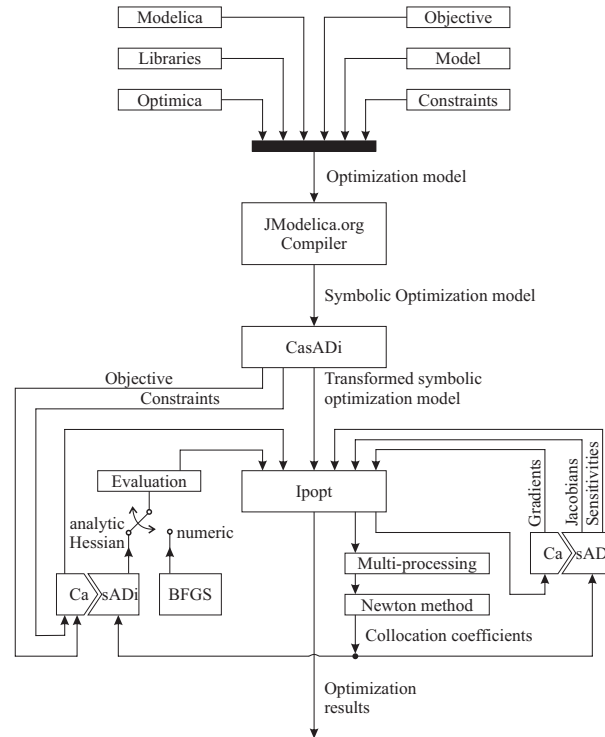 Modelica
Objective
Libraries
Model
Optimica
Constraints
Optimization model
JModelica.org
Compiler
Symbolic Optimization model
CasADi
Objective
Constraints
Transformed symbolic
optimization model
Evaluation
Ipopt
Gradients
Jacobians
Sensitivities
analytic
Hessian
numeric
Multi-processing
Ca
sADi
BFGS
Newton method
Ca
sADi
Collocation coefficients
Optimization
results